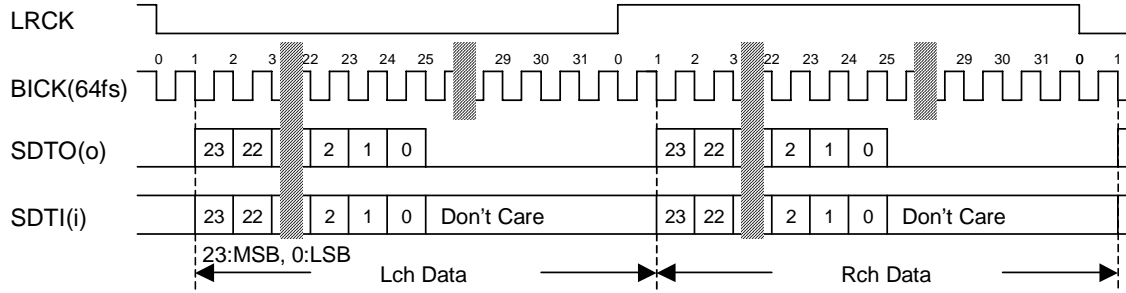 LRCK
0 1 2 3 22 23 24 25 29 30 31 0 1 2 3 22 23 24 25 29 30 31 0 1
BICK(64fs)
SDTO(o) 23 22 2 1 0 23 22 2 1 0
SDTI(i) 23 22 2 1 0 Don't Care 23 22 2 1 0 Don't Care
23:MSB, 0:LSB
Lch Data Rch Data